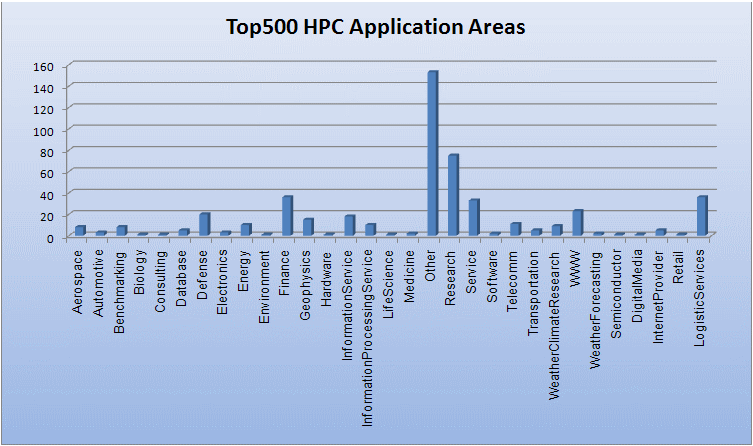 Top500 HPC Application Areas
160
140
120
100
80
60
40
20
0
Aerospace
Automotive
Benchmarking
Biology
Consulting
Database
Defense
Electronics
Energy
Environment
Finance
Geophysics
Hardware
InformationService
InformationProcessingService
LifeScience
Medicine
Other
Research
Service
Software
Telecomm
Transportation
WeatherClimateResearch
WWW
WeatherForecasting
Semiconductor
DigitalMedia
InternetProvider
Retail
LogisticServices